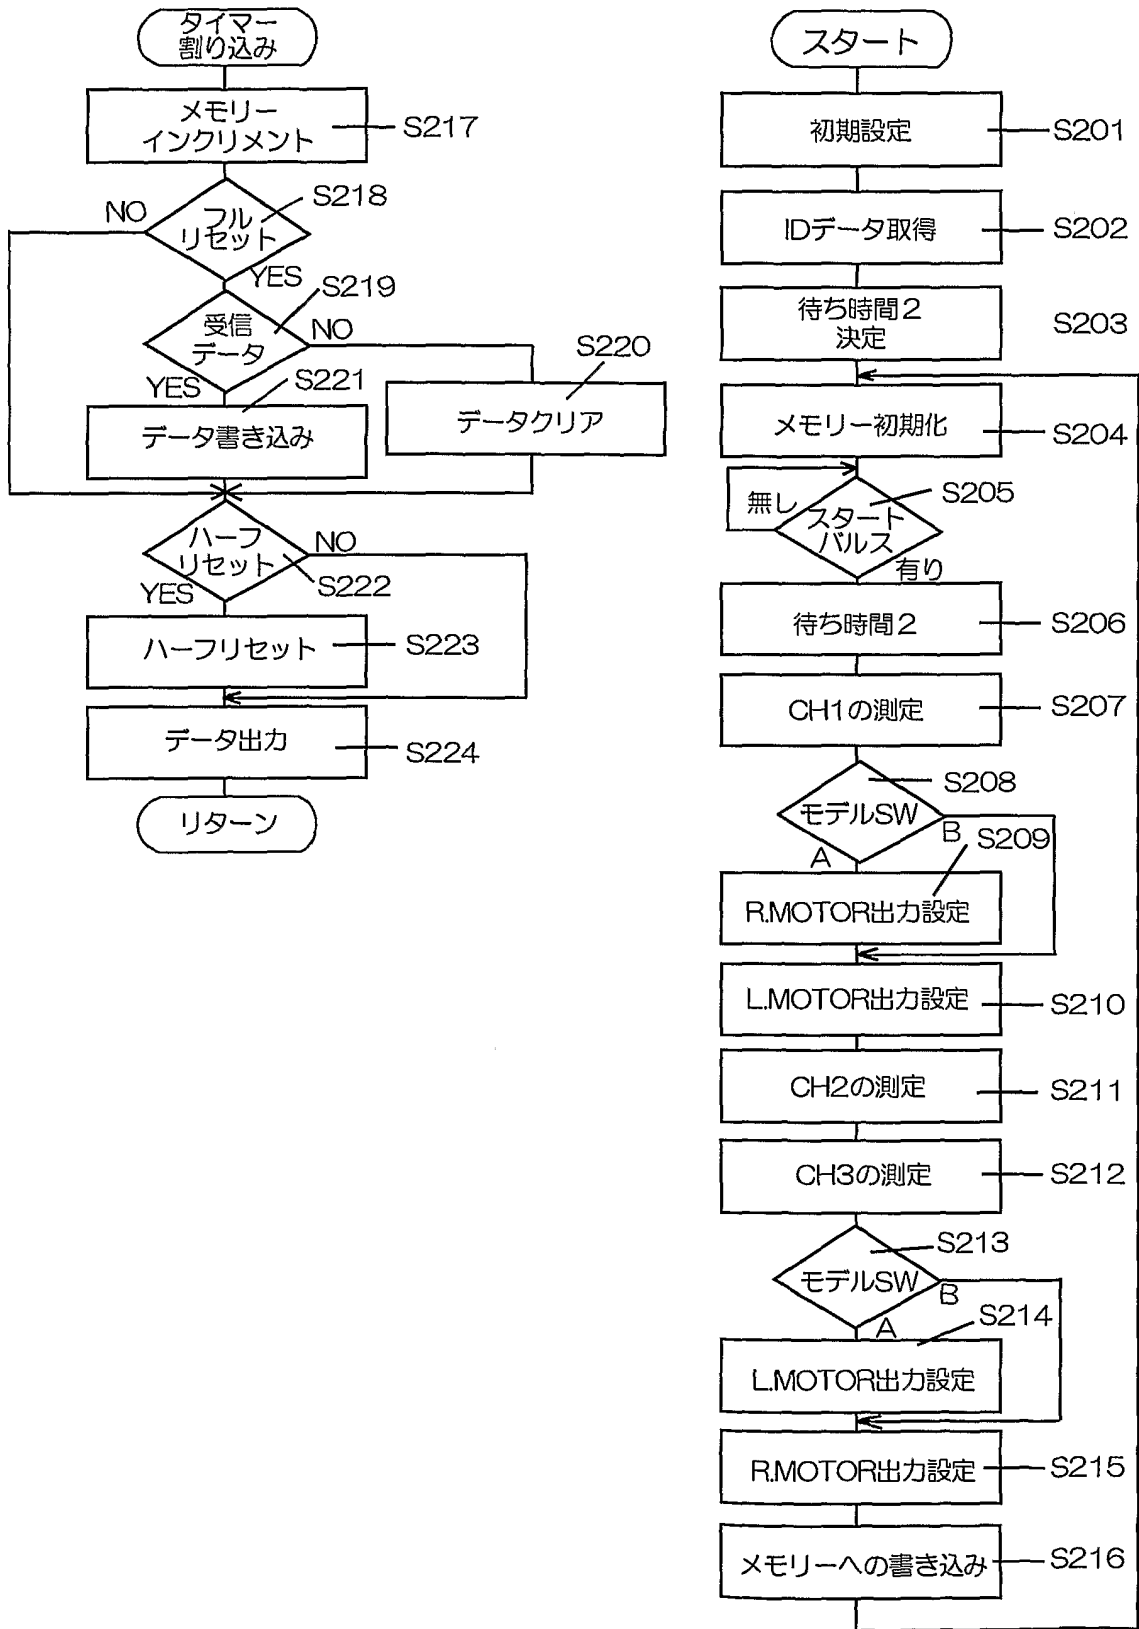 タイマー
割り込み
メモリー
インクリメント
S217
フル
リセット
S218
NO
YES
受信
データ
S219
NO
YES
S220
データクリア
S221
データ書き込み
ハーフ
リセット
NO
S222
YES
ハーフリセット
S223
データ出力
S224
リターン
スタート
初期設定
S201
IDデータ取得
S202
待ち時間2
決定
S203
メモリー初期化
S204
S205
無し
スタート
パルス
有り
待ち時間2
S206
CH1の測定
S207
S208
モデルSW
B
A
S209
R.MOTOR出力設定
L.MOTOR出力設定
S210
CH2の測定
S211
CH3の測定
S212
S213
モデルSW
B
A
S214
L.MOTOR出力設定
R.MOTOR出力設定
S215
メモリーへの書き込み
S216